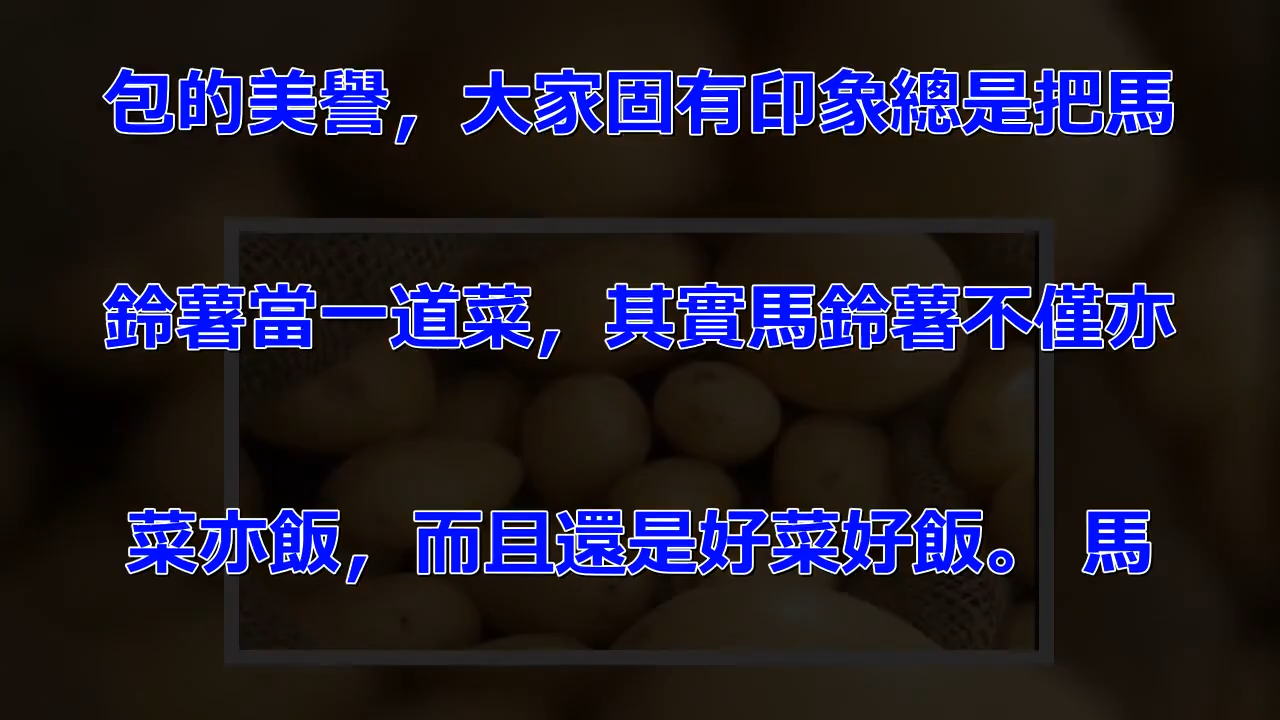 包的美譽，大家固有印象總是把馬
鈴薯當一道菜，其實馬鈴薯不僅亦
菜亦飯，而且還是好菜好飯。 馬